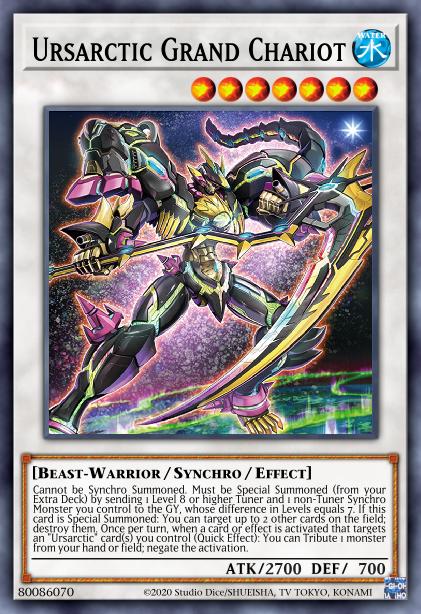 URSARCTIC GRAND CHARIOT
WATER
水
[BEAST-WARRIOR / SYNCHRO / EFFECT]
Cannot be Synchro Summoned. Must be Special Summoned (from your
Extra Deck) by sending 1 Level 8 or higher Tuner and 1 non-Tuner Synchro
Monster you control to the GY, whose difference in Levels equals 7. If this
card is Special Summoned: You can target up to 2 other cards on the field;
destroy them. Once per turn, when a card or effect is activated that targets
an "Ursarctic" card(s) you control (Quick Effect): You can Tribute 1 monster
from your hand or field; negate the activation.
ATK/2700 DEF/ 700
80086070
©2020 Studio Dice/SHUEISHA, TV TOKYO, KONAMI